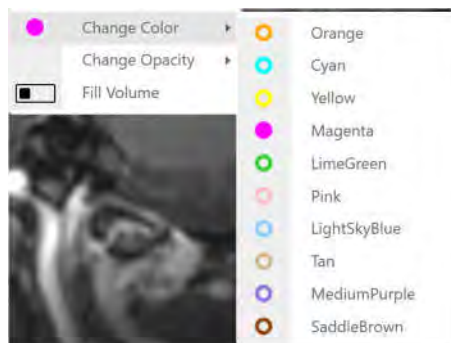 Change Color
Change Opacity
Fill Volume
Orange
Cyan
Yellow
Magenta
LimeGreen
Pink
LightSkyBlue
Tan
MediumPurple
SaddleBrown